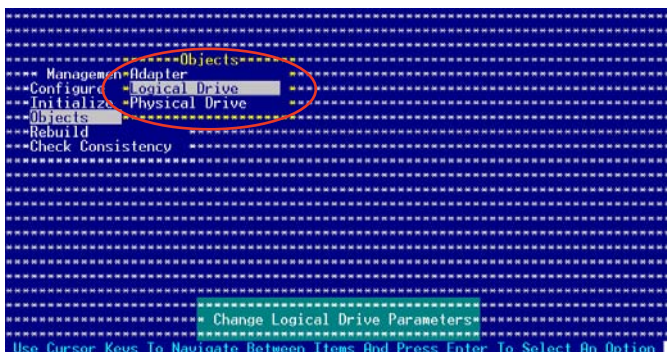 Objects
Management
Adapter
Configure
Logical Drive
Initialize
Physical Drive
Objects
Rebuild
Check Consistency
Change Logical Drive Parameters
Use Cursor Keys To Navigate Between Items And Press Enter To Select An Option